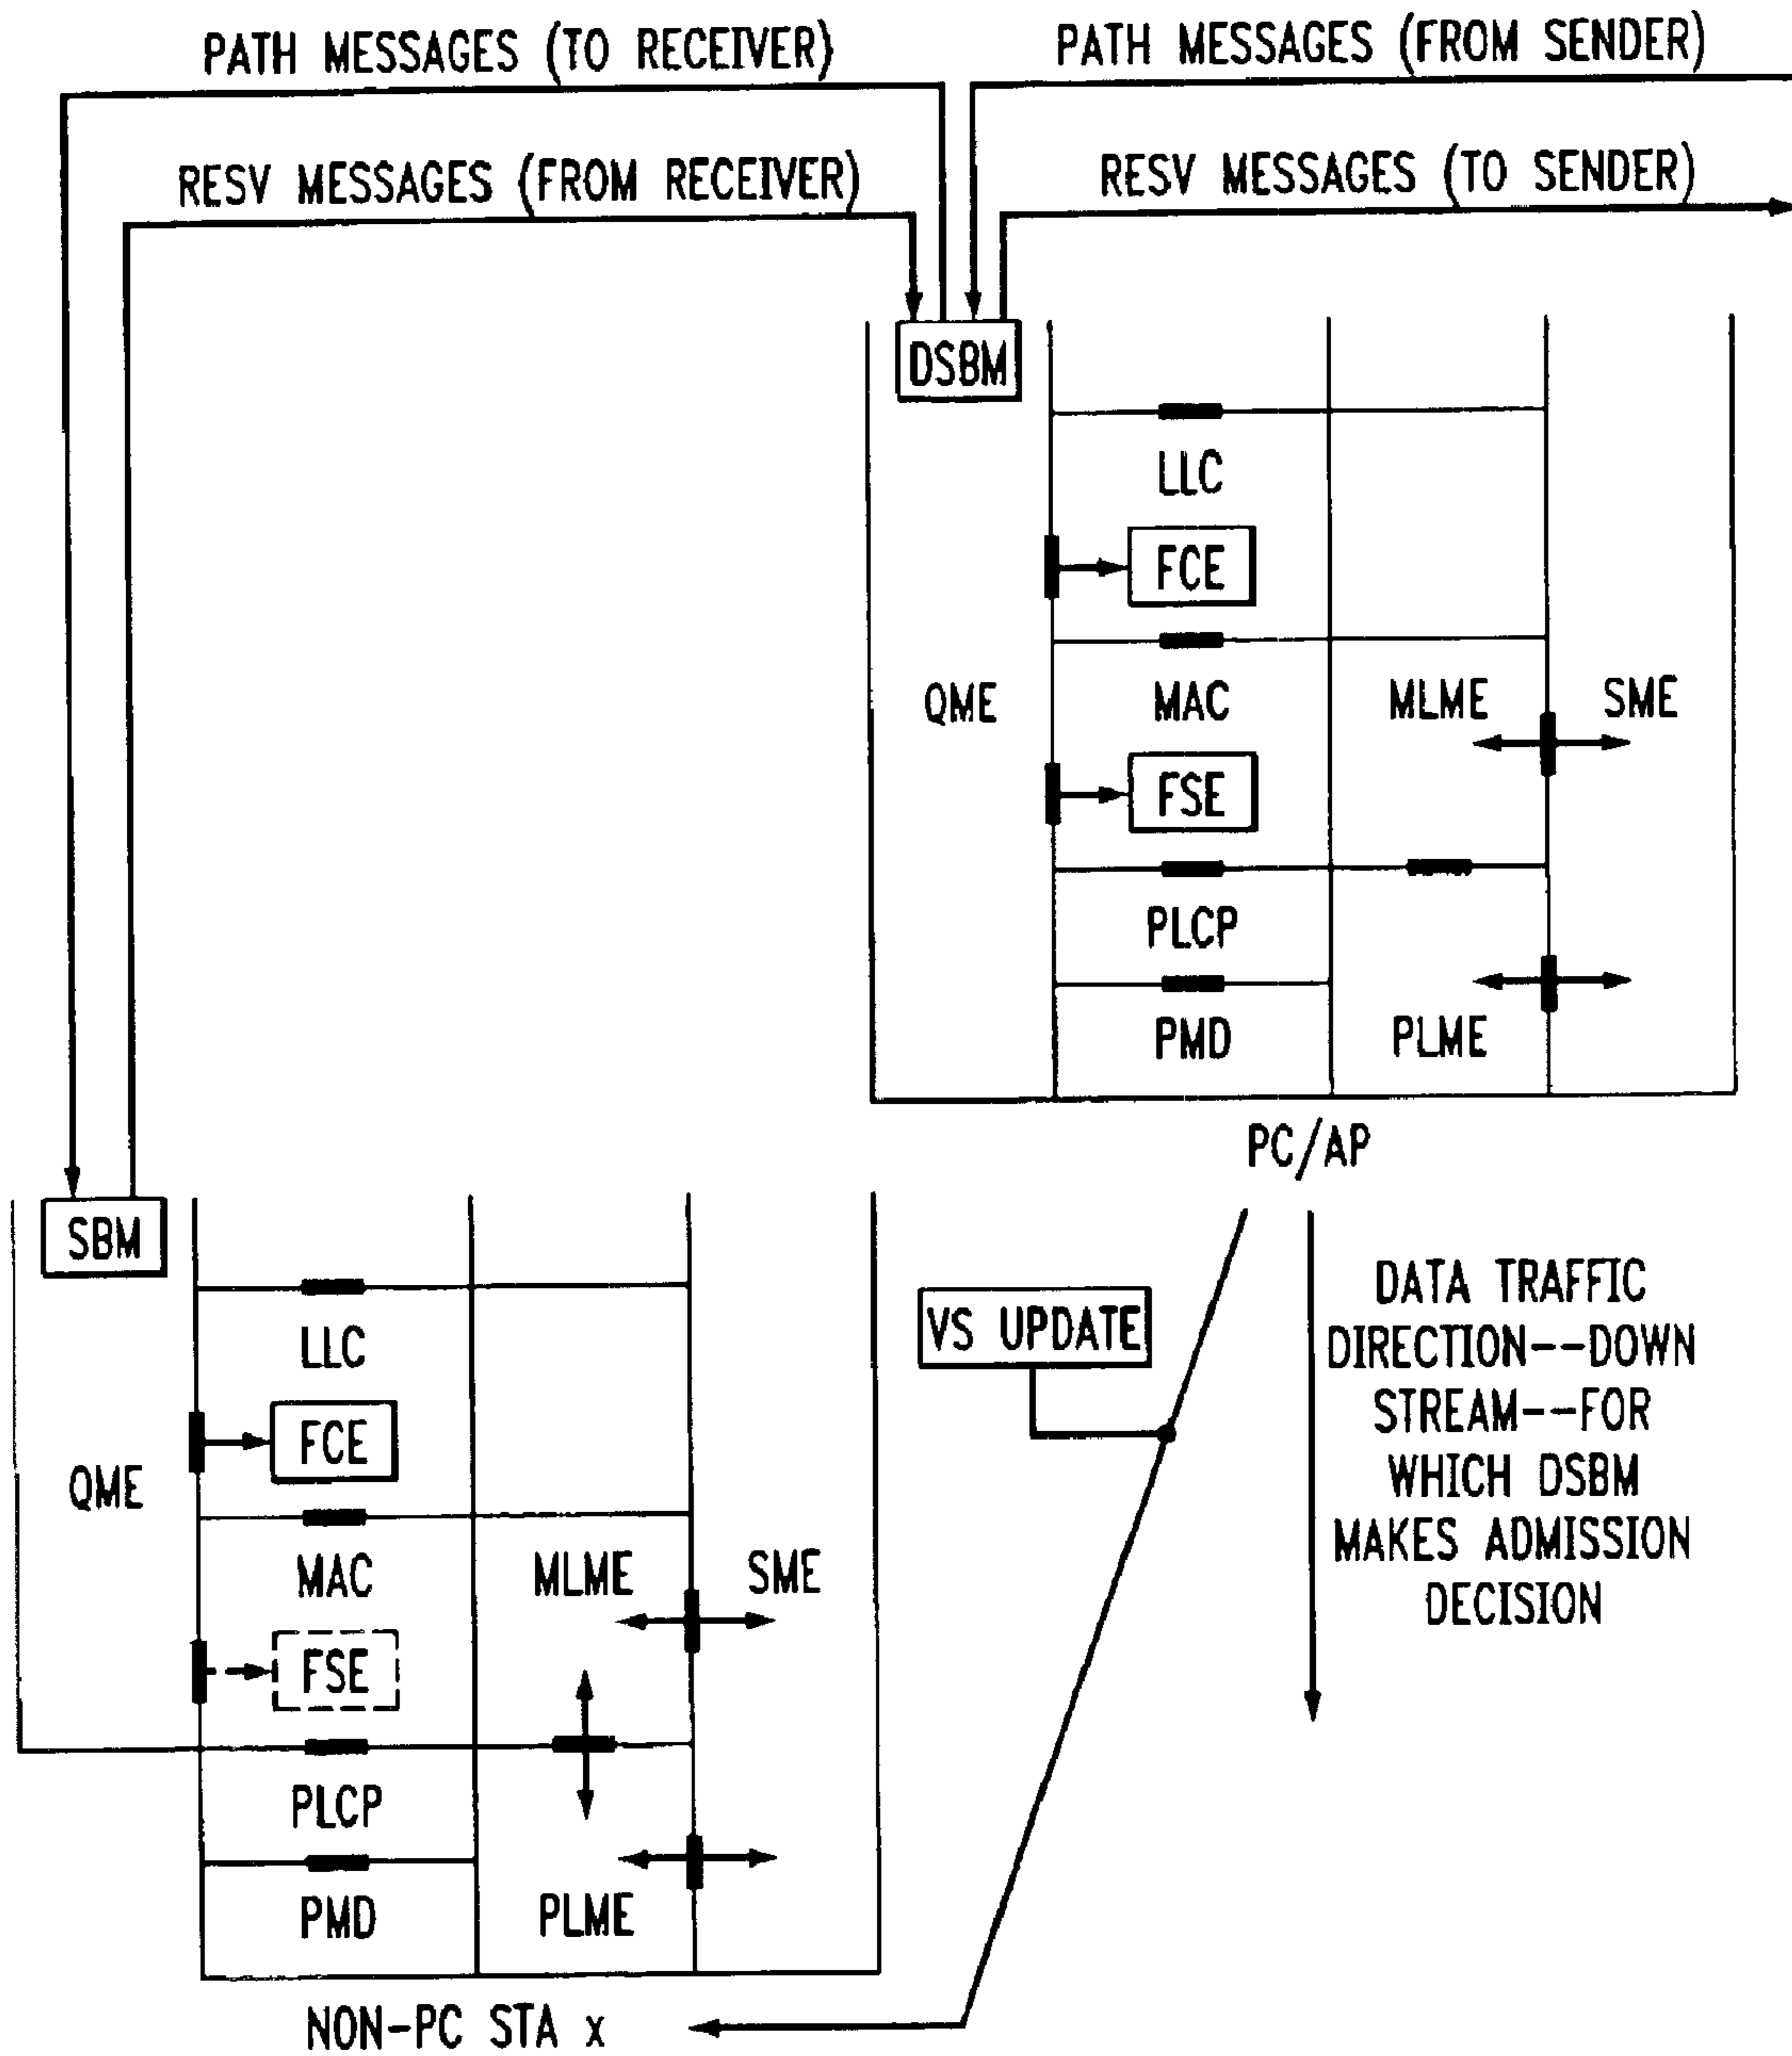 PATH MESSAGES (TO RECEIVER)
PATH MESSAGES (FROM SENDER)
RESV MESSAGES (FROM RECEIVER)
RESV MESSAGES (TO SENDER)
DSBM
LLC
FCE
QME
MAC
MLME
SME
FSE
PLCP
PMD
PLME
PC/AP
SBM
LLC
FCE
QME
MAC
MLME
SME
FSE
PLCP
PMD
PLME
NON-PC STA x
VS UPDATE
DATA TRAFFIC
DIRECTION--DOWN
STREAM--FOR
WHICH DSBM
MAKES ADMISSION
DECISION